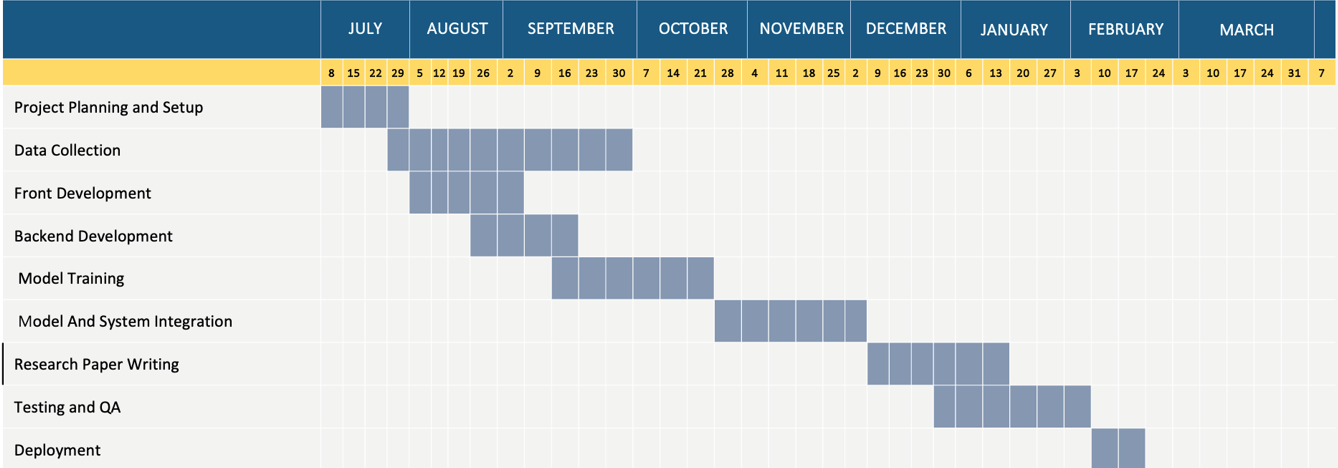 JULY AUGUST SEPTEMBER OCTOBER NOVEMBER DECEMBER JANUARY FEBRUARY MARCH
8 15 22 29 5 12 19 26 2 9 16 23 30 7 14 21 28 4 11 18 25 2 9 16 23 30 6 13 20 27 3 10 17 24 3 10 17 24 31 7
Project Planning and Setup
Data Collection
Front Development
Backend Development
Model Training
Model And System Integration
Research Paper Writing
Testing and QA
Deployment